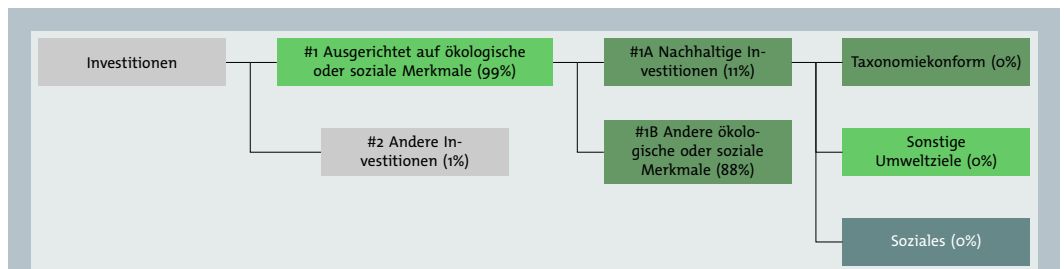 Investitionen
#1 Ausgerichtet auf ökologische
oder soziale Merkmale (99%)
#2 Andere In-
vestitionen (1%)
#1A Nachhaltige In-
vestitionen (11%)
#1B Andere ökolo-
gische oder soziale
Merkmale (88%)
Taxonomiekonform (0%)
Sonstige
Umweltziele (0%)
Soziales (0%)